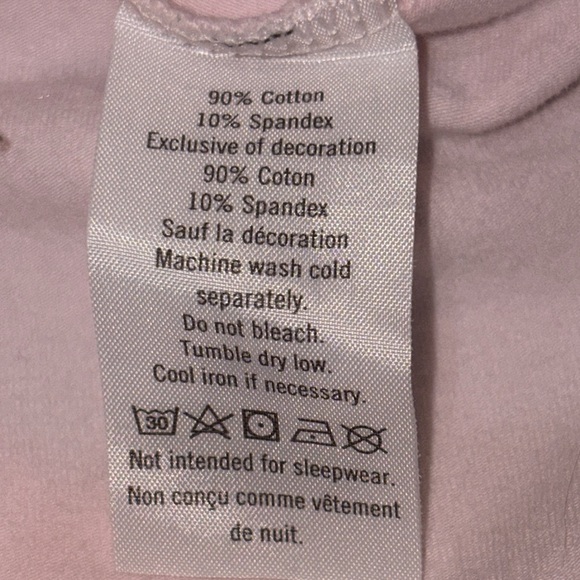 90% Cotton
10% Spandex
Exclusive of decoration
90% Coton
10% Spandex
Sauf la décoration
Machine wash cold
separately.
Do not bleach.
Tumble dry low.
Cool iron if necessary.
30
Not intended for sleepwear.
Non conçu comme vêtement
de nuit.